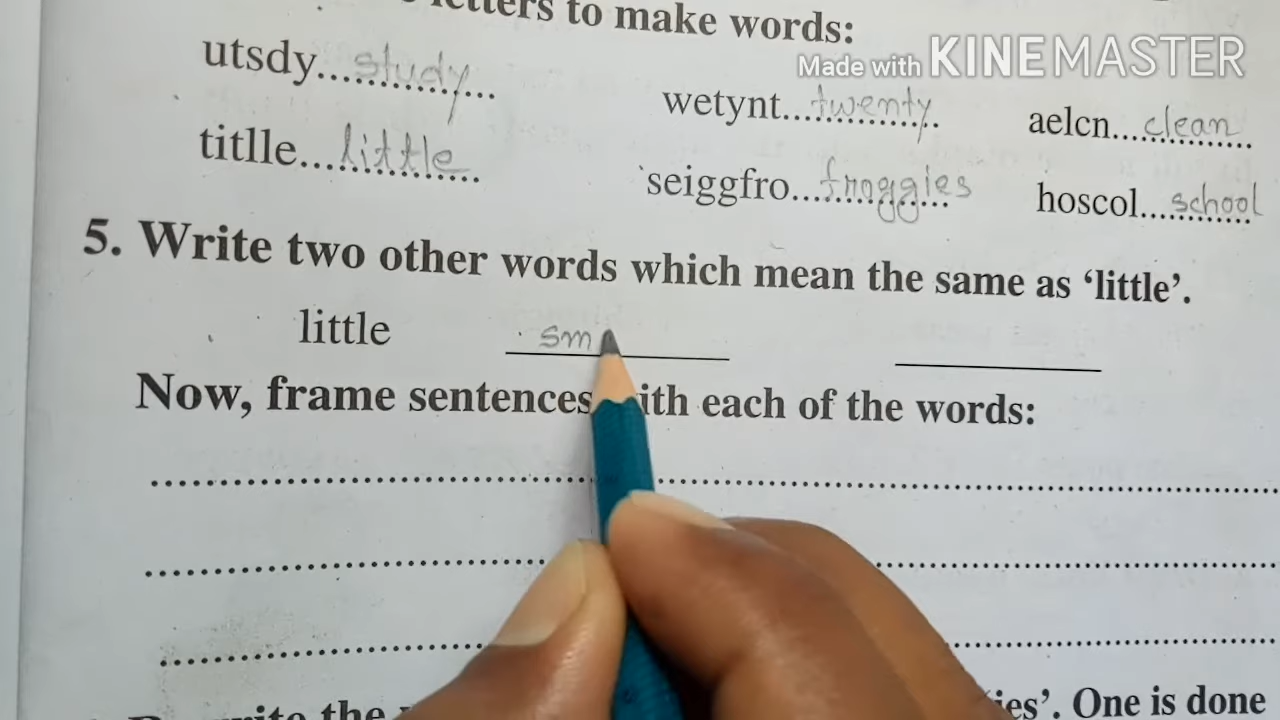 letters to make words:
Made with KINEMASTER
utsdy...study
wetynt...twenty
aelcn...clean
titlle...little
seiggfro...froggies
hoscol...school
5. Write two other words which mean the same as ‘little’.
little sm
Now, frame sentences with each of the words:
the ies’. One is done